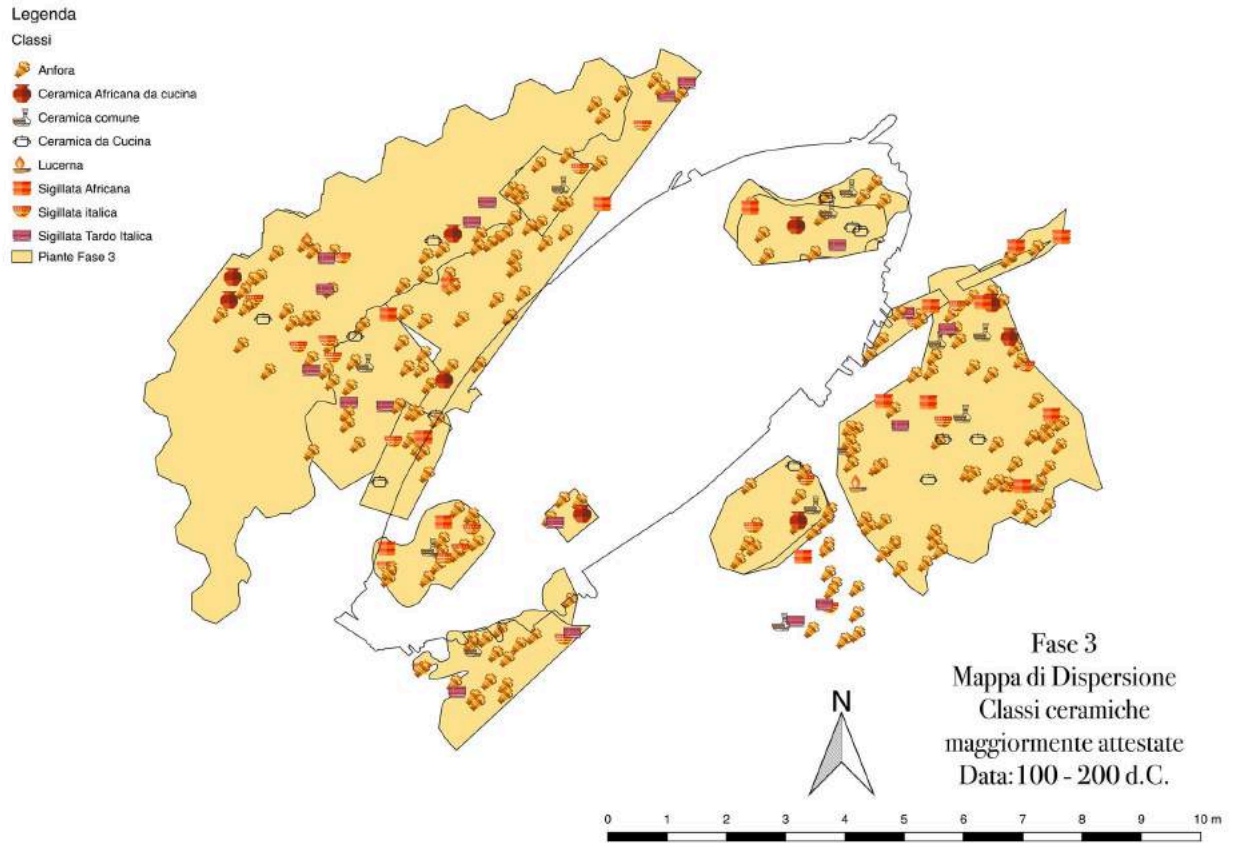 Legenda
Classi
Anfora
Ceramica Africana da cucina
Ceramica comune
Ceramica da Cucina
Lucerna
Sigillata Africana
Sigillata italica
Sigillata Tardo Italica
Piante Fase 3
Fase 3
Mappa di Dispersione
Classi ceramiche
maggiormente attestate
Data: 100 - 200 d.C.
N
0 1 2 3 4 5 6 7 8 9 10 m